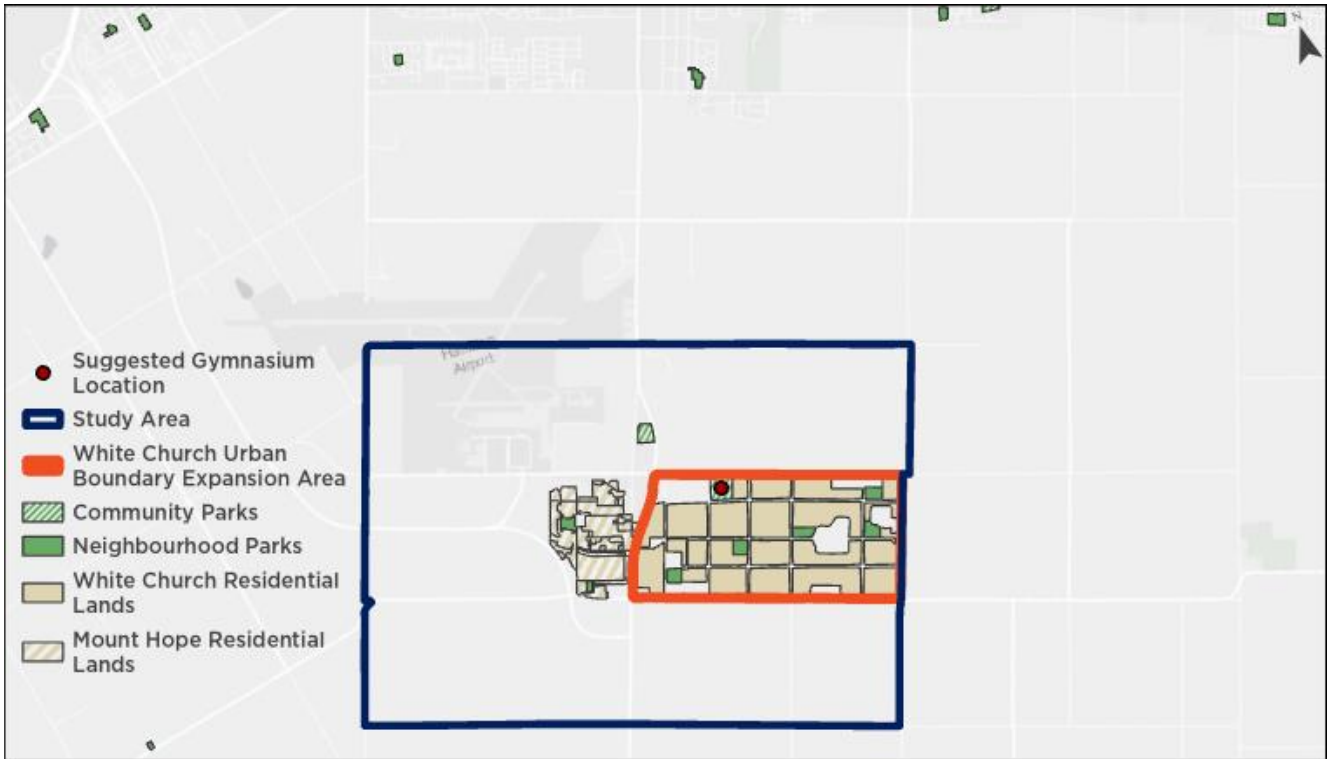 N
Hamilton
Airport
Suggested Gymnasium
Location
Study Area
White Church Urban
Boundary Expansion Area
Community Parks
Neighbourhood Parks
White Church Residential
Lands
Mount Hope Residential
Lands